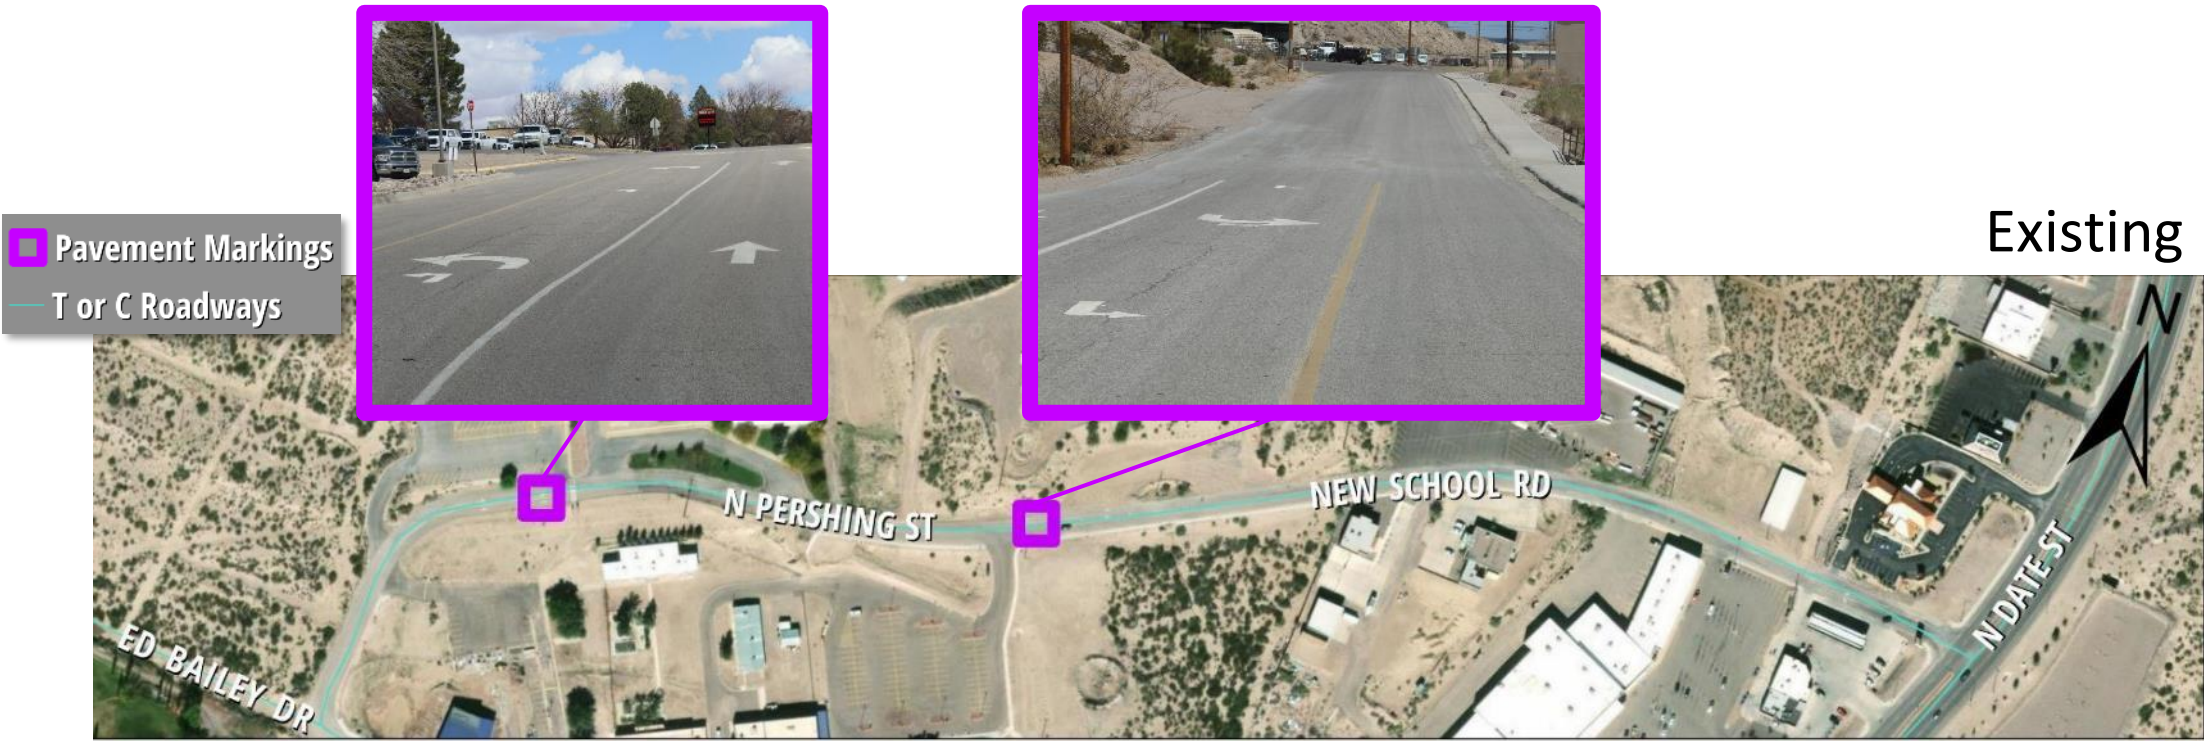 Pavement Markings
T or C Roadways
Existing
N
N PERSHING ST
NEW SCHOOL RD
N DATE ST
ED BAILEY DR